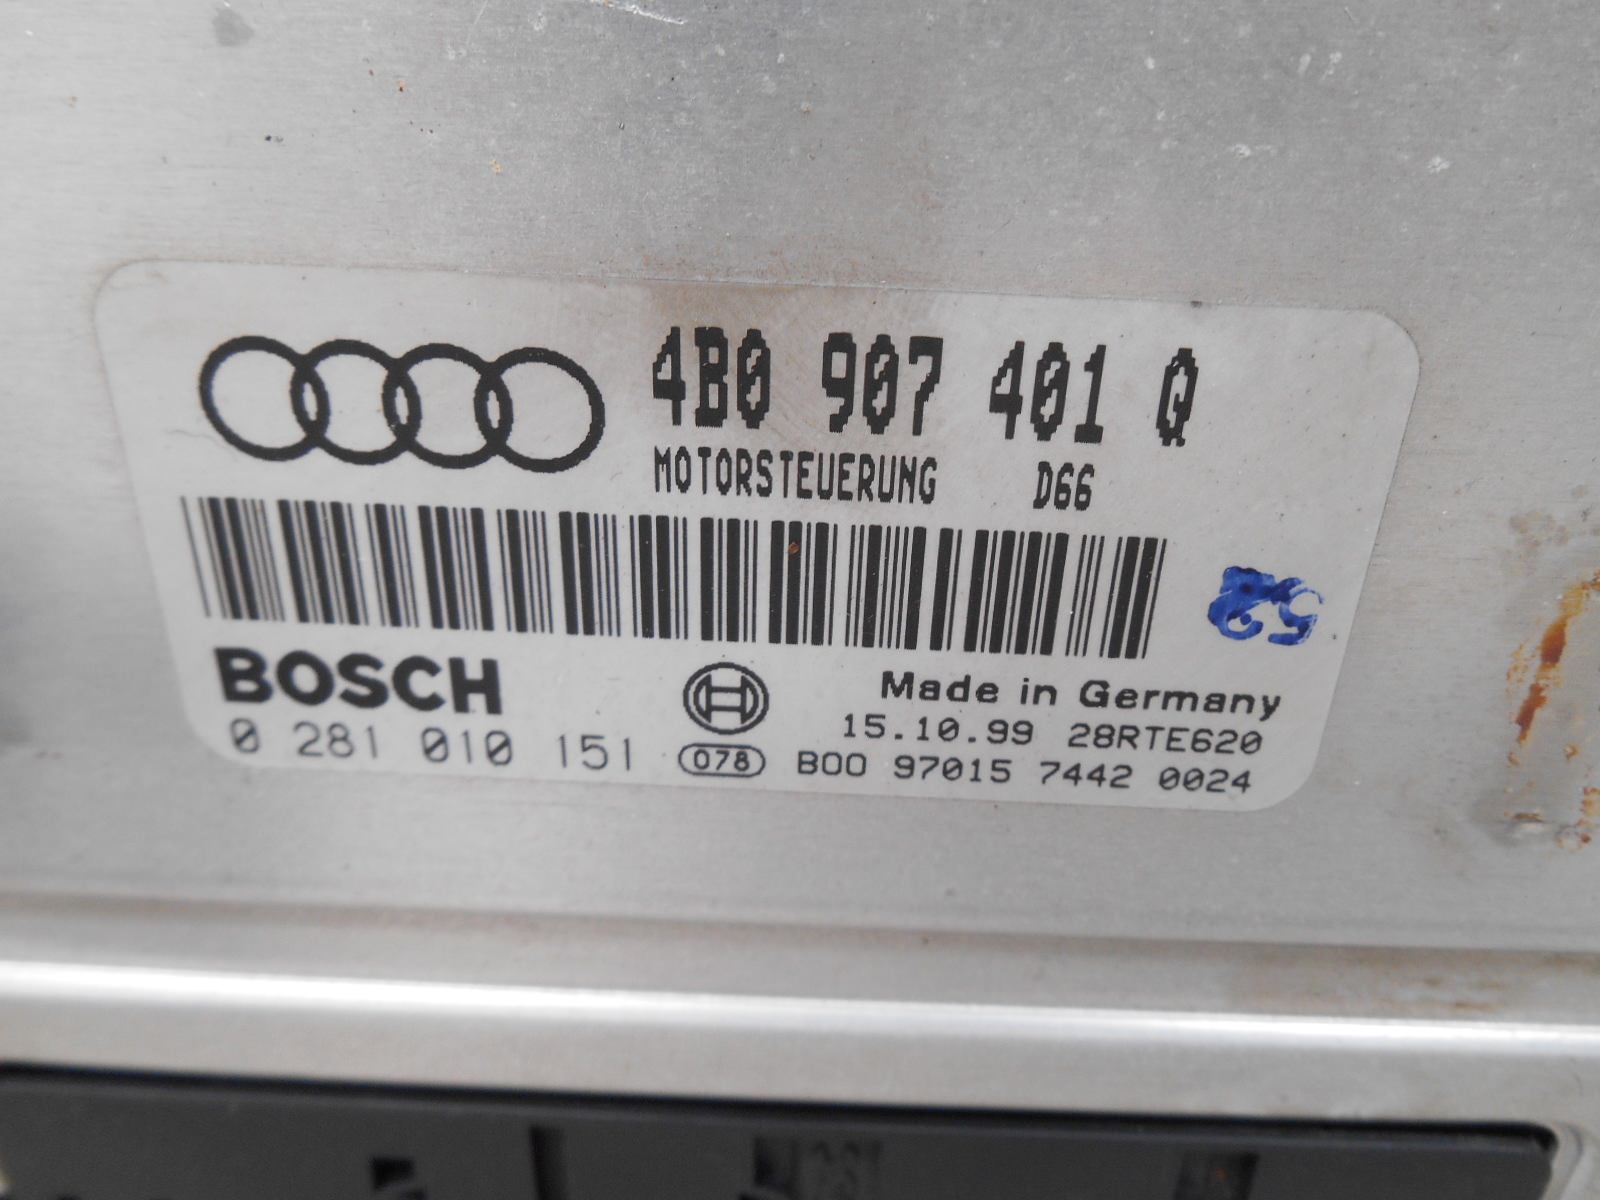 4B0 907 401 Q
MOTORSTEUERUNG D66
52
BOSCH
Made in Germany
0 281 010 151
15.10.99 28RTE620
078 B00 97015 7442 0024